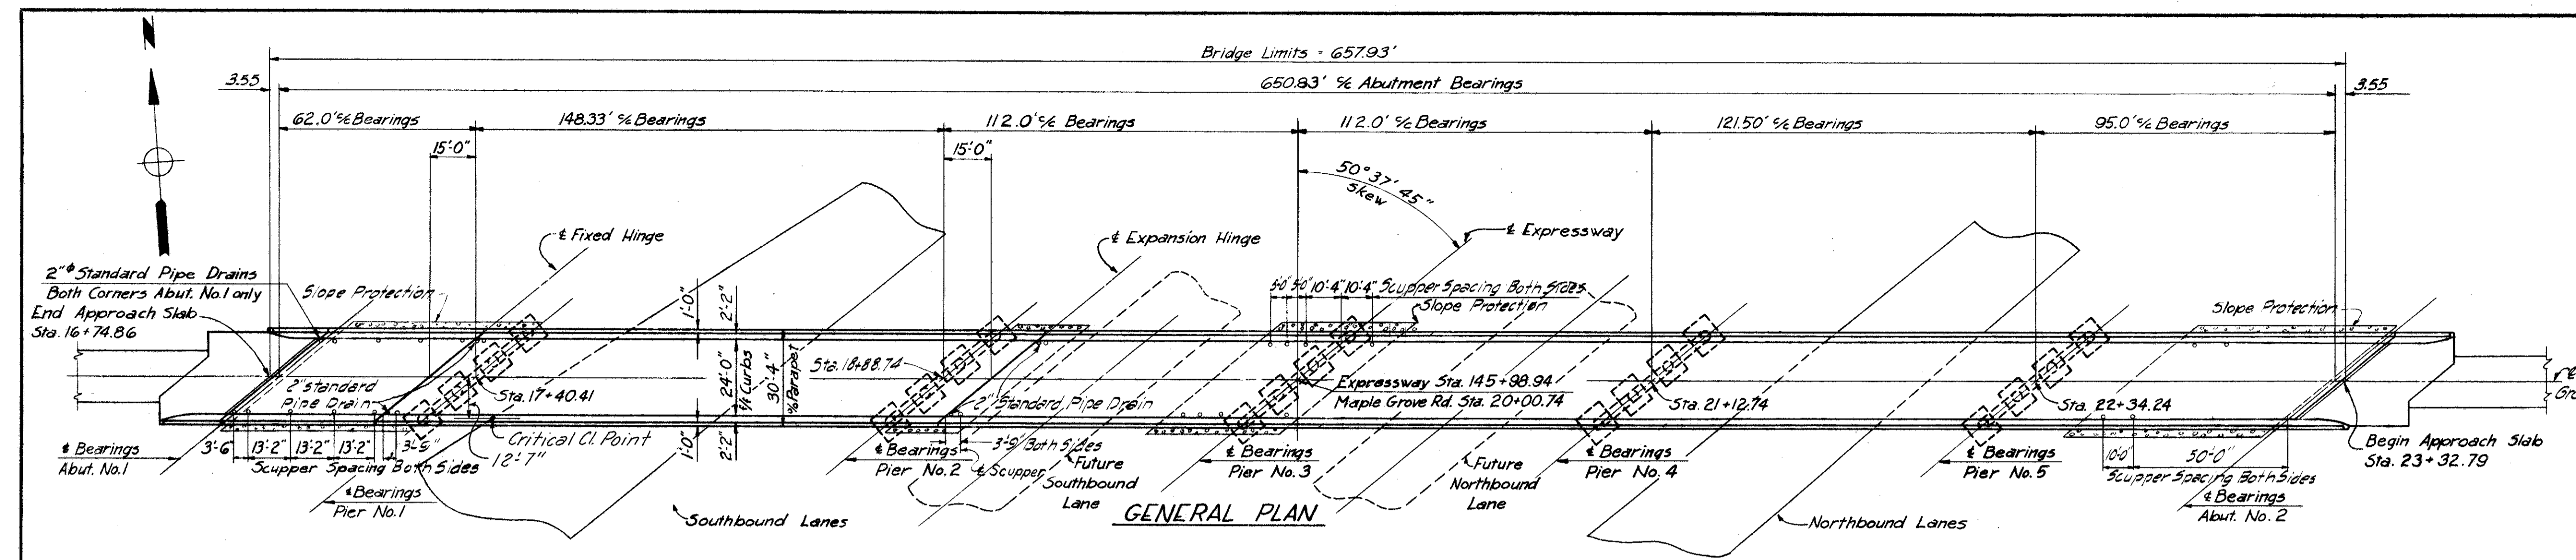 N
Bridge Limits = 657.93'
3.55
650.83' ℄ Abutment Bearings
3.55
62.0' c/c Bearings
148.33' c/c Bearings
112.0' c/c Bearings
112.0' c/c Bearings
121.50' c/c Bearings
95.0' c/c Bearings
15'-0"
15'-0"
50° 37' 45"
Skew
℄ Fixed Hinge
℄ Expansion Hinge
℄ Expressway
2"ø Standard Pipe Drains
Both Corners Abut. No.1 only
End Approach Slab
Sta. 16+74.86
Slope Protection
1'-0"
2'-2"
5'-0" 5'-0" 10'-4" 10'-4" Scupper Spacing Both Sides
Slope Protection
Slope Protection
2" standard
Pipe Drain
Sta. 17+40.41
24'-0"
c/c Curbs
30'-4"
o/o Parapet
Sta. 18+88.74
2" Standard Pipe Drain
Expressway Sta. 145+98.94
Maple Grove Rd. Sta. 20+00.74
Sta. 21+12.74
Sta. 22+34.24
℄ Bearings
Abut. No.1
3'-6" 13'-2" 13'-2" 13'-2" 3'-9"
Scupper Spacing Both Sides
Critical Cl. Point
12'-7"
1'-0"
2'-2"
℄ Bearings
Pier No.1
℄ Bearings
Pier No. 2
3'-9" Both Sides
℄ Scupper
Future
Southbound
Lane
℄ Bearings
Pier No. 3
Future
Northbound
Lane
℄ Bearings
Pier No. 4
℄ Bearings
Pier No. 5
10'-0" 50'-0"
Scupper Spacing Both Sides
℄ Bearings
Abut. No. 2
Begin Approach Slab
Sta. 23+32.79
Southbound Lanes
GENERAL PLAN
Northbound Lanes